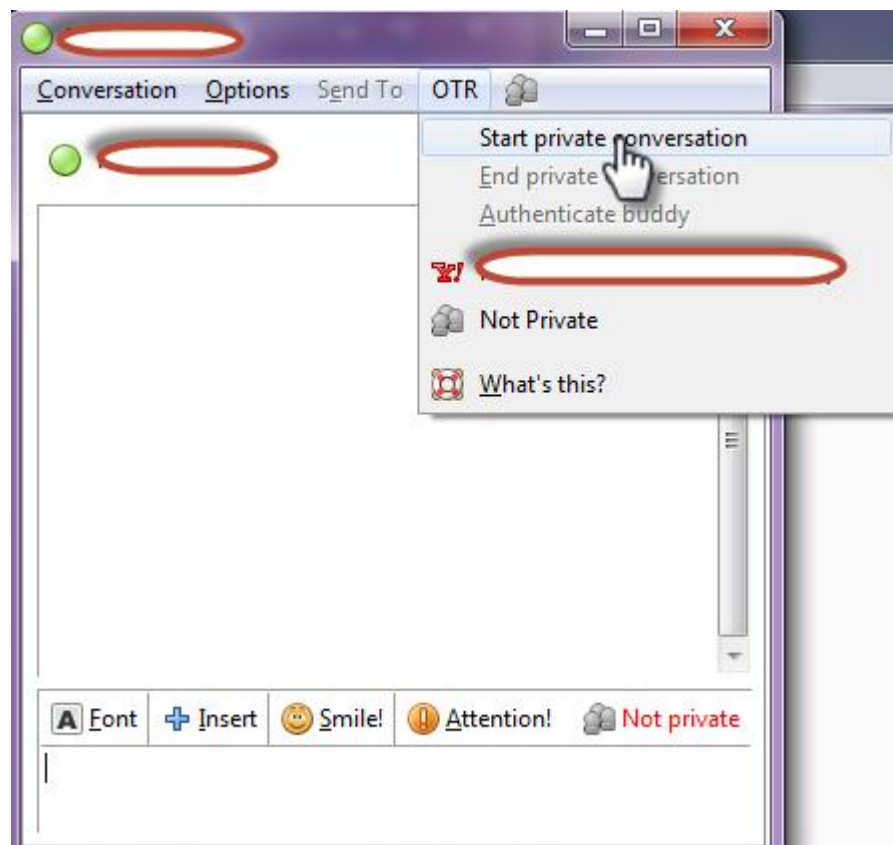 Conversation Options Send To OTR
Start private conversation
End private conversation
Authenticate buddy
Y!
Not Private
What's this?
A Font Insert Smile! Attention! Not private